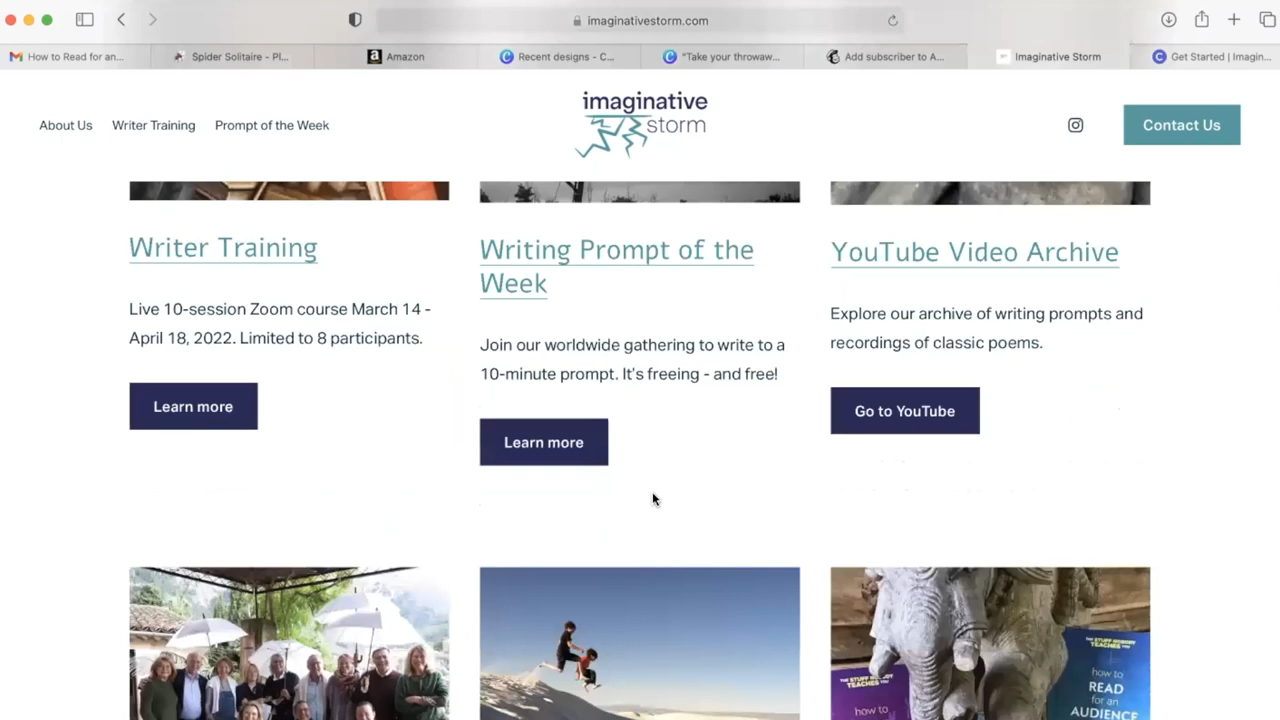 imaginativestorm.com
How to Read for an...
Spider Solitaire - Pl...
Amazon
Recent designs - C...
"Take your throwaw...
Add subscriber to A...
Imaginative Storm
Get Started | Imagin...
About Us
Writer Training
Prompt of the Week
imaginative
storm
Contact Us
Writer Training
Live 10-session Zoom course March 14 -
April 18, 2022. Limited to 8 participants.
Learn more
Writing Prompt of the
Week
Join our worldwide gathering to write to a
10-minute prompt. It's freeing - and free!
Learn more
YouTube Video Archive
Explore our archive of writing prompts and
recordings of classic poems.
Go to YouTube
THE STUFF NOBODY
TEACHES YOU
how to
THE STUFF NOBODY
TEACHES YOU
how to
READ
for an
AUDIENCE